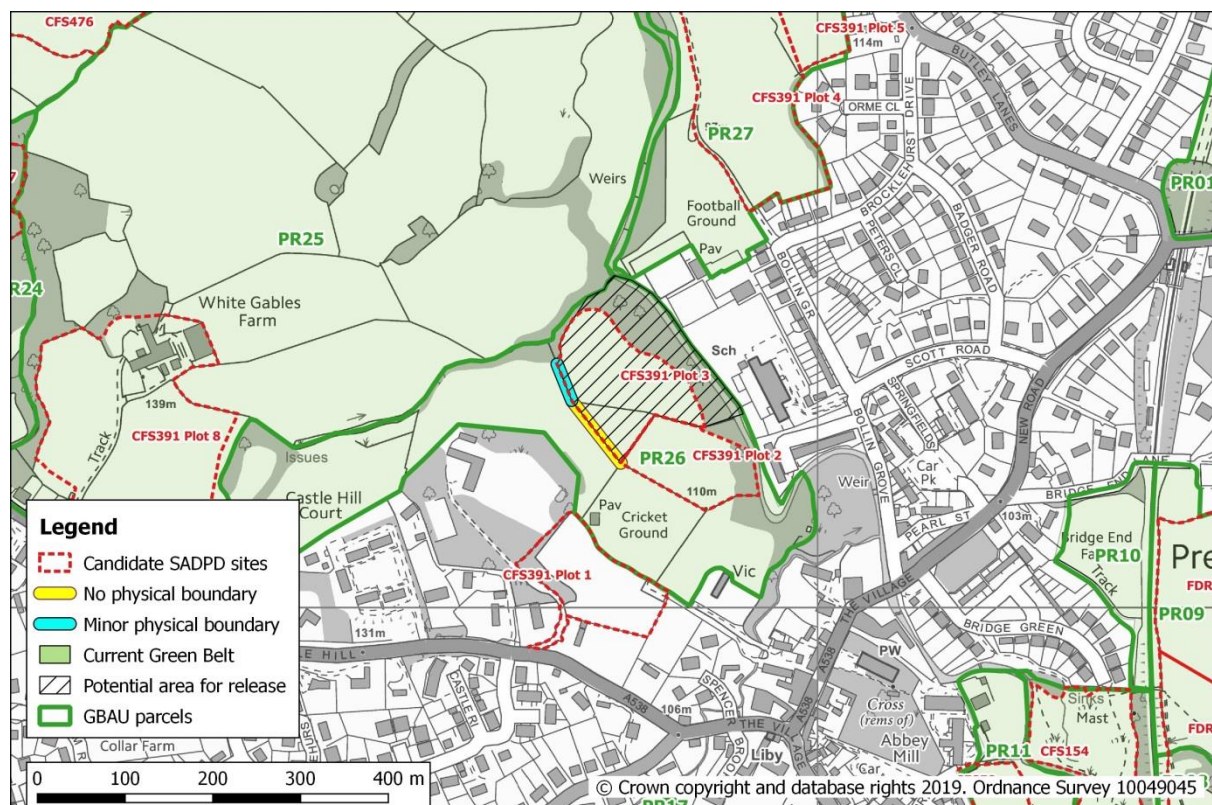 CFS476
CFS391 Plot 5
114m
BUTLEY LANES
CFS391 Plot 4
ORME CL
BROCKLEHURST DRIVE
PR27
Weirs
PR01
Football
Ground
PETERS CL
BADGER ROAD
PR25
Pav
BOLLIN GR
PR24
White Gables
Farm
Sch
SCOTT ROAD
CFS391 Plot 3
SPRINGFIELDS
NEW ROAD
139m
CFS391 Plot 8
Track
BOLLIN GROVE
PR26
CFS391 Plot 2
Issues
Car
Pk
Weir
BRIDGE END LANE
110m
PEARL ST
103m
Castle Hill
Court
Pav
Cricket
Ground
Bridge End
PR10
Track
Vic
CFS391 Plot 1
THE VILLAGE
PR09
FDR
BRIDGE GREEN
131m
A538
PW
CASTLE HILL
A538
SPENCER
Sinks
Mast
Cross
(rems of)
106m
THE VILLAGE
Abbey
Mill
FDR
Collar Farm
Liby
PR11
CFS154
Car
PR17
Legend
Candidate SADPD sites
No physical boundary
Minor physical boundary
Current Green Belt
Potential area for release
GBAU parcels
0 100 200 300 400 m
© Crown copyright and database rights 2019. Ordnance Survey 10049045